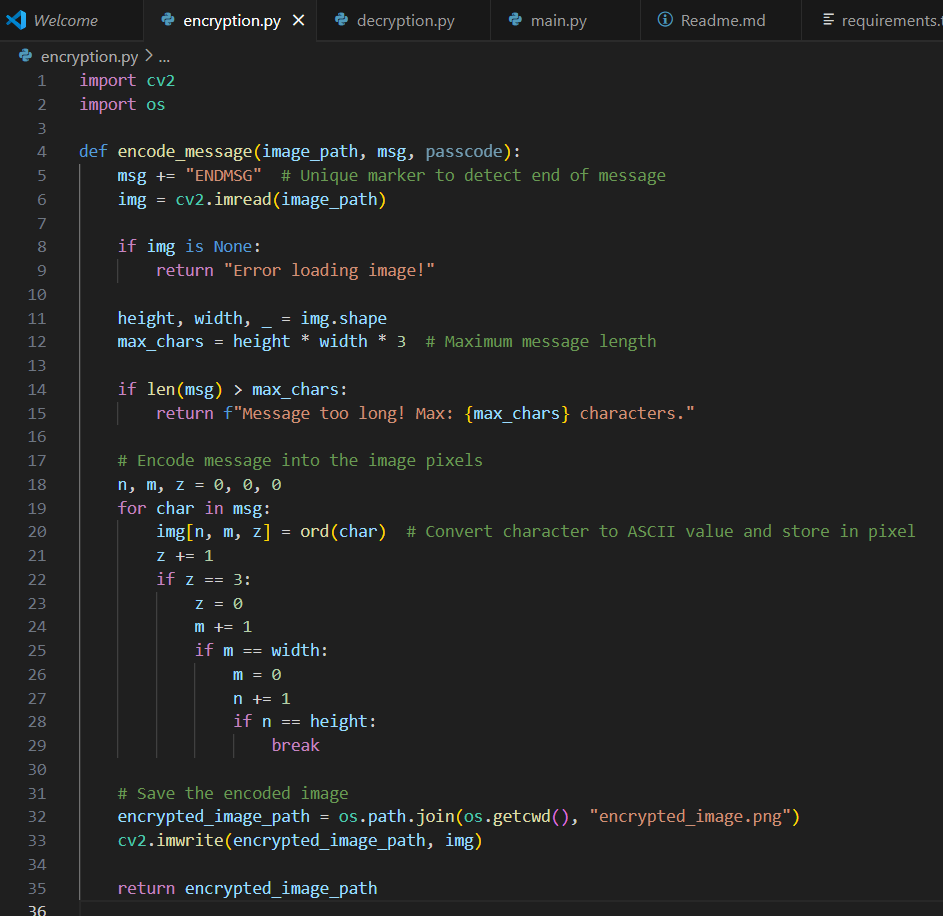 Welcome encryption.py decryption.py main.py Readme.md requirements.
encryption.py > ...
1 import cv2
2 import os
3
4 def encode_message(image_path, msg, passcode):
5     msg += "ENDMSG"  # Unique marker to detect end of message
6     img = cv2.imread(image_path)
7
8     if img is None:
9         return "Error loading image!"
10
11     height, width, _ = img.shape
12     max_chars = height * width * 3  # Maximum message length
13
14     if len(msg) > max_chars:
15         return f"Message too long! Max: {max_chars} characters."
16
17     # Encode message into the image pixels
18     n, m, z = 0, 0, 0
19     for char in msg:
20         img[n, m, z] = ord(char)  # Convert character to ASCII value and store in pixel
21         z += 1
22         if z == 3:
23             z = 0
24             m += 1
25             if m == width:
26                 m = 0
27                 n += 1
28                 if n == height:
29                     break
30
31     # Save the encoded image
32     encrypted_image_path = os.path.join(os.getcwd(), "encrypted_image.png")
33     cv2.imwrite(encrypted_image_path, img)
34
35     return encrypted_image_path
36